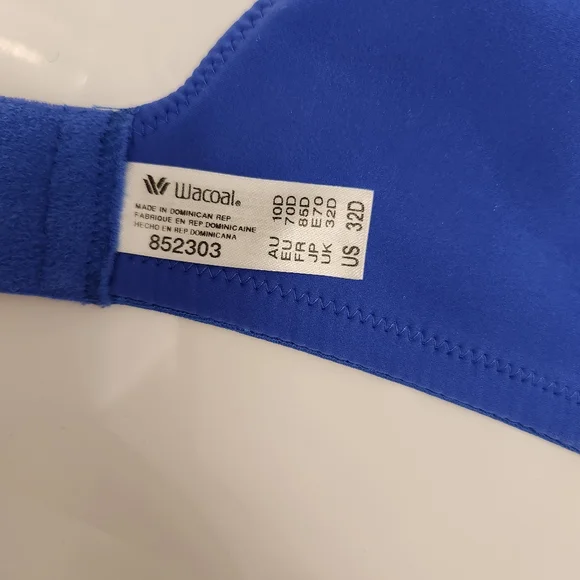 Wacoal®
MADE IN DOMINICAN REP
FABRIQUE EN REP.DOMINICAINE
HECHO EN REP.DOMINICANA
852303
AU 10D
EU 70D
FR 85D
JP E70
UK 32D
US 32D